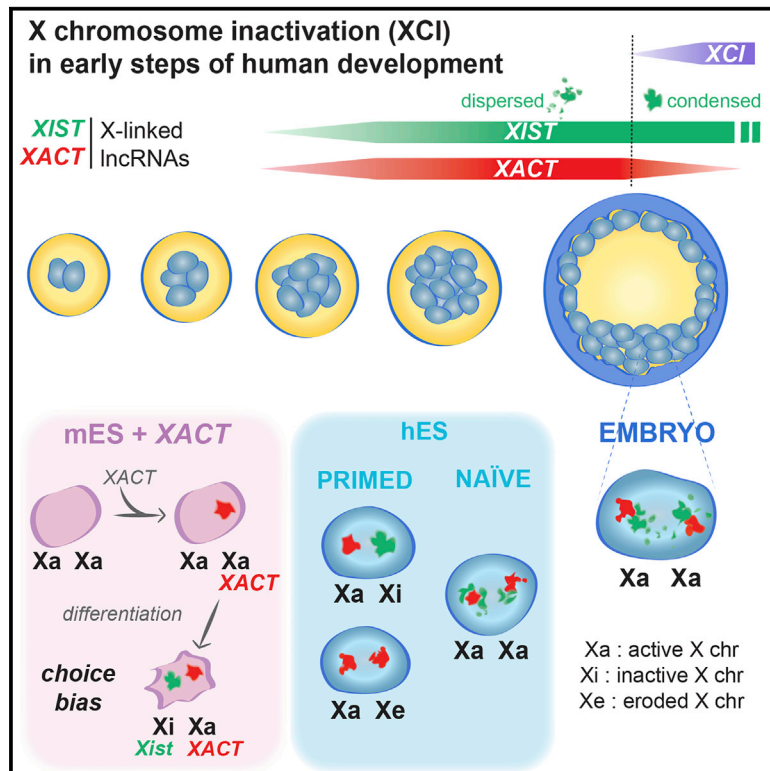 X chromosome inactivation (XCI)
in early steps of human development
XCI
dispersed
condensed
XIST
X-linked
XIST
XACT
lncRNAs
XACT
mES + XACT
XACT
Xa Xa
Xa Xa
XACT
differentiation
choice
bias
Xi Xa
Xist XACT
hES
PRIMED
NAÏVE
Xa Xi
Xa Xe
Xa Xa
EMBRYO
Xa Xa
Xa : active X chr
Xi : inactive X chr
Xe : eroded X chr